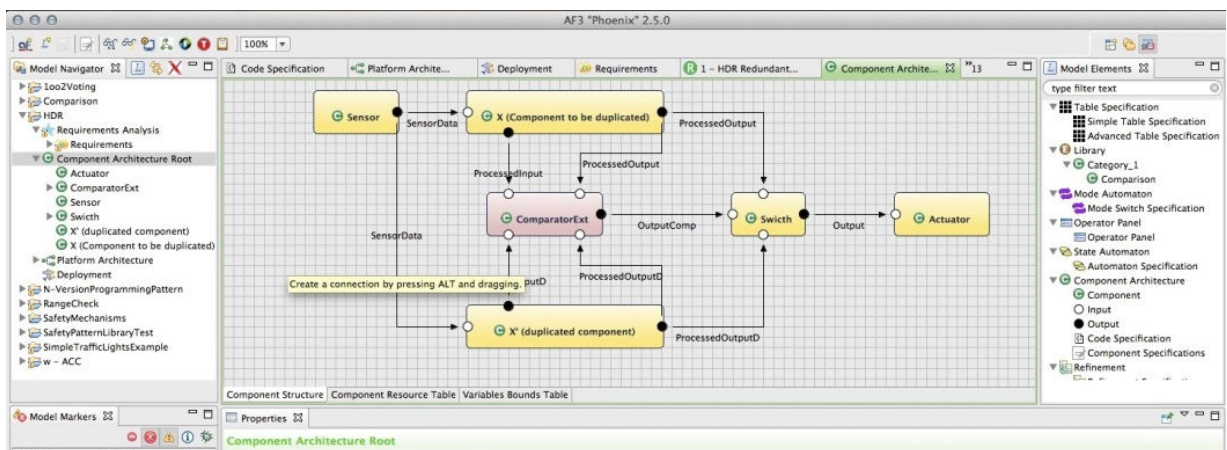 AF3 "Phoenix" 2.5.0
100%
Model Navigator
Code Specification
Platform Archite...
Deployment
Requirements
1 - HDR Redundant...
Component Archite...
"13
Model Elements
1oo2Voting
Comparison
HDR
Requirements Analysis
Requirements
Component Architecture Root
Actuator
ComparatorExt
Sensor
Swicth
X' (duplicated component)
X (Component to be duplicated)
Platform Architecture
Deployment
N-VersionProgrammingPattern
RangeCheck
SafetyMechanisms
SafetyPatternLibraryTest
SimpleTrafficLightsExample
w - ACC
Sensor
SensorData
X (Component to be duplicated)
ProcessedOutput
ProcessedOutput
ProcessedInput
ComparatorExt
OutputComp
Swicth
Output
Actuator
SensorData
Create a connection by pressing ALT and dragging.
putD
ProcessedOutputD
X' (duplicated component)
ProcessedOutputD
Component Structure
Component Resource Table
Variables Bounds Table
type filter text
Table Specification
Simple Table Specification
Advanced Table Specification
Library
Category_1
Comparison
Mode Automaton
Mode Switch Specification
Operator Panel
Operator Panel
State Automaton
Automaton Specification
Component Architecture
Component
Input
Output
Code Specification
Component Specifications
Refinement
Model Markers
Properties
Component Architecture Root